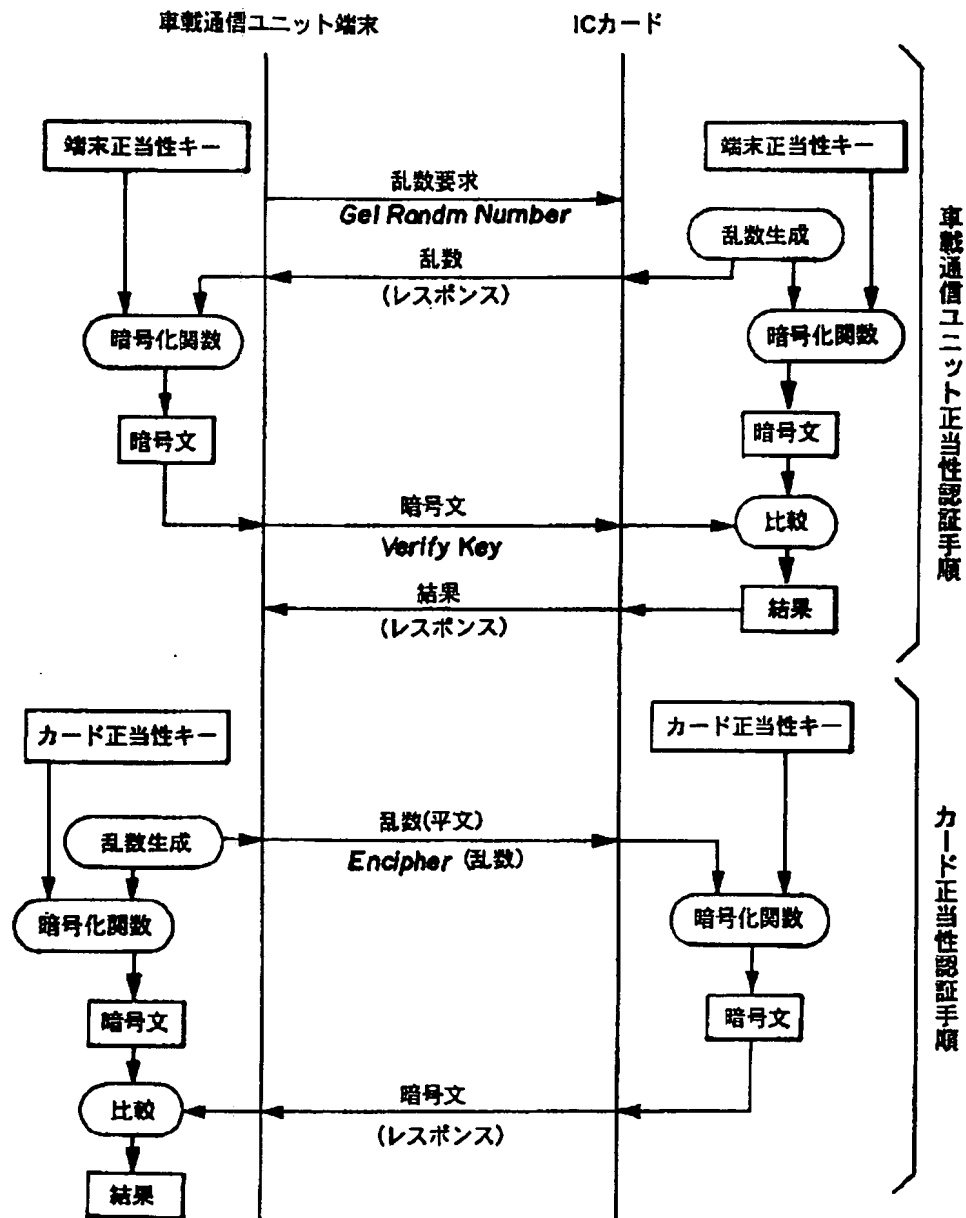 車載通信ユニット端末
ICカード
端末正当性キー
端末正当性キー
乱数要求
Get Randm Number
乱数生成
乱数
(レスポンス)
暗号化関数
暗号化関数
暗号文
暗号文
暗号文
Verify Key
比較
結果
(レスポンス)
結果
車載通信ユニット正当性認証手順
カード正当性キー
カード正当性キー
乱数生成
乱数(平文)
Encipher (乱数)
暗号化関数
暗号化関数
暗号文
暗号文
暗号文
(レスポンス)
比較
結果
カード正当性認証手順